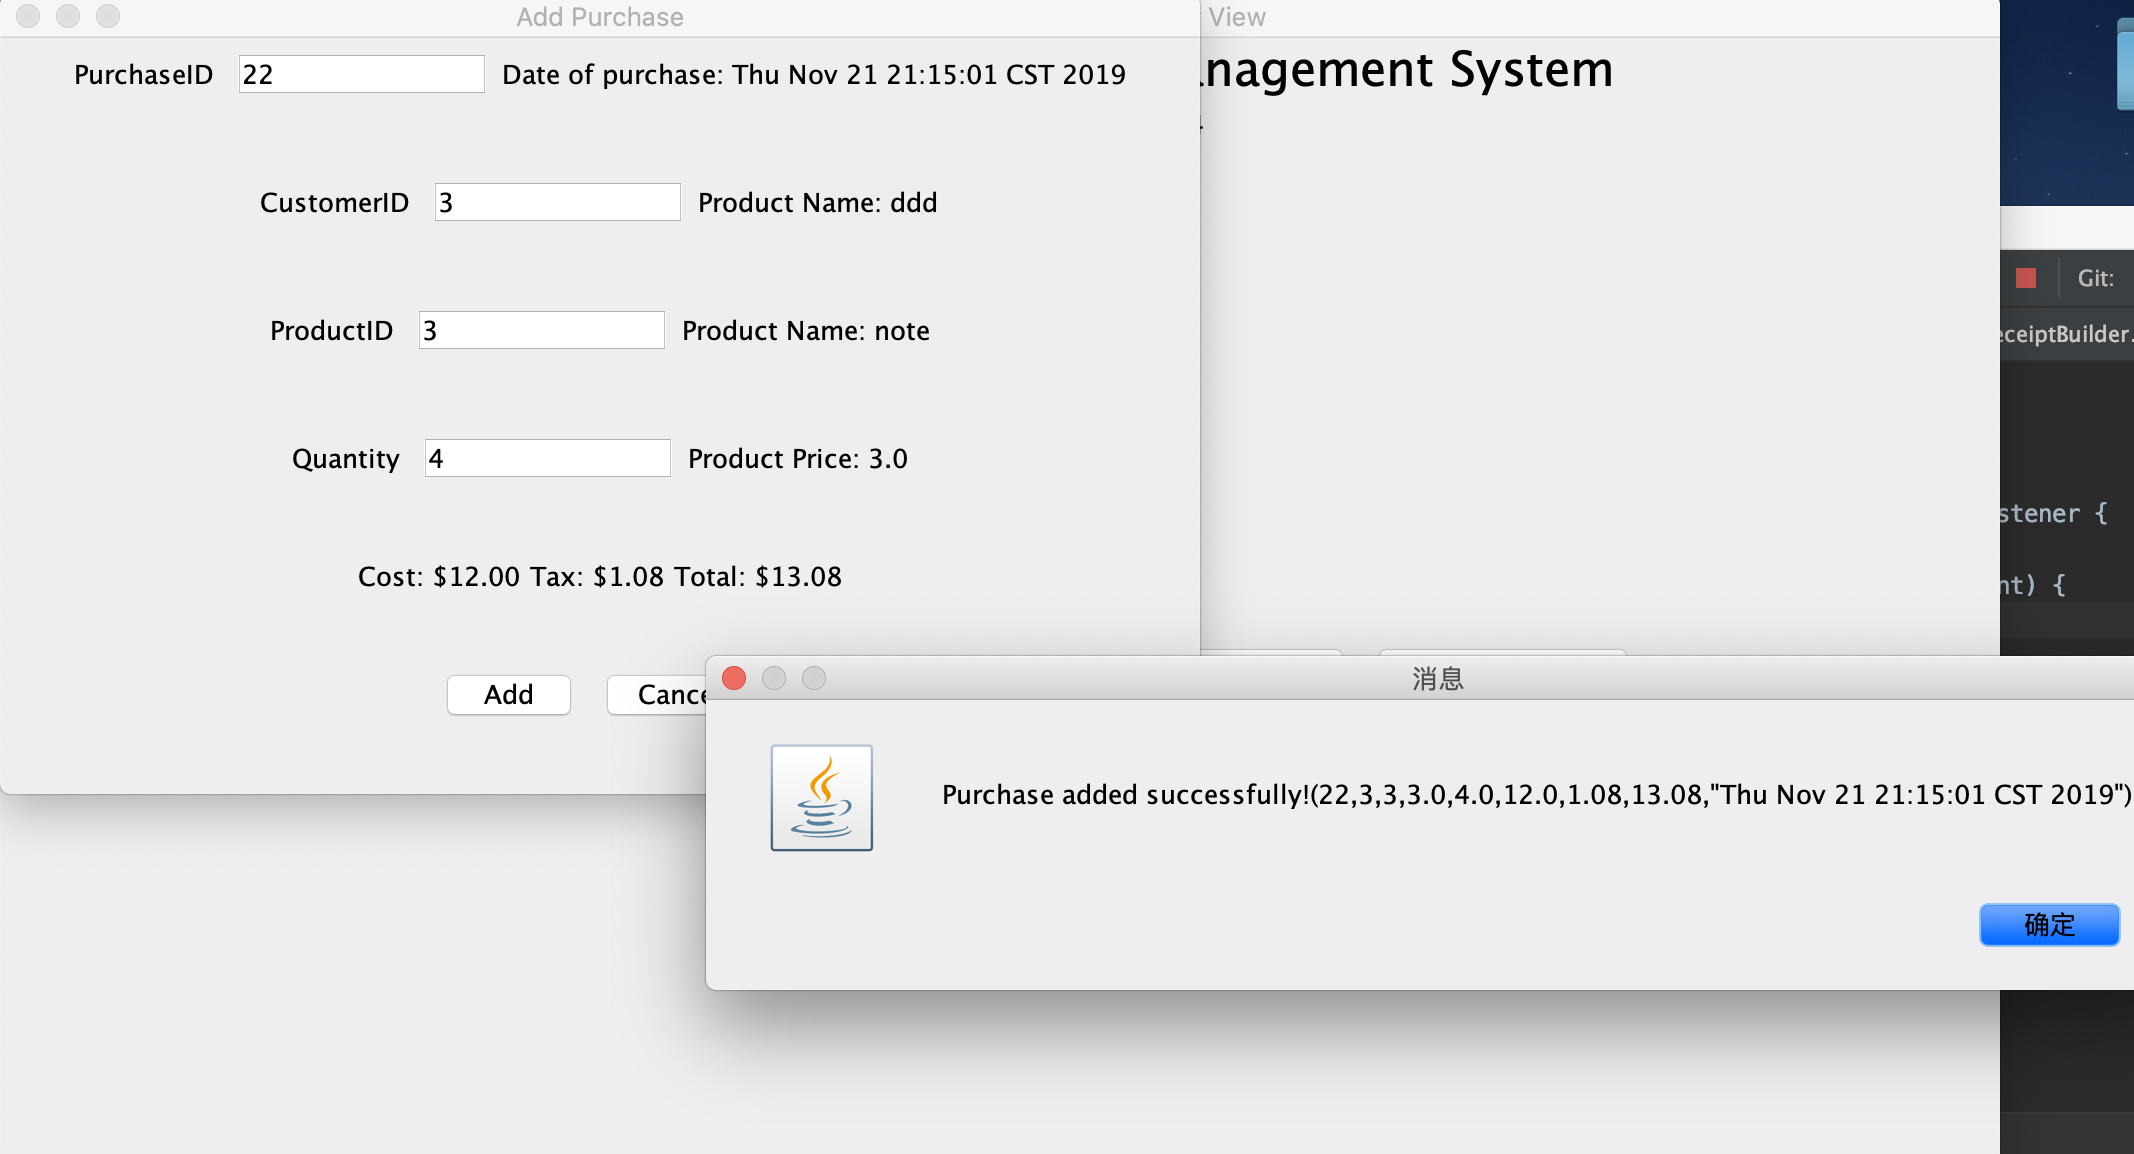 Add Purchase
View
PurchaseID 22 Date of purchase: Thu Nov 21 21:15:01 CST 2019
nagement System
CustomerID 3 Product Name: ddd
Git:
ProductID 3 Product Name: note
eceiptBuilder.
Quantity 4 Product Price: 3.0
stener {
Cost: $12.00 Tax: $1.08 Total: $13.08
nt) {
Add Cance
消息
Purchase added successfully!(22,3,3,3.0,4.0,12.0,1.08,13.08,"Thu Nov 21 21:15:01 CST 2019")
确定